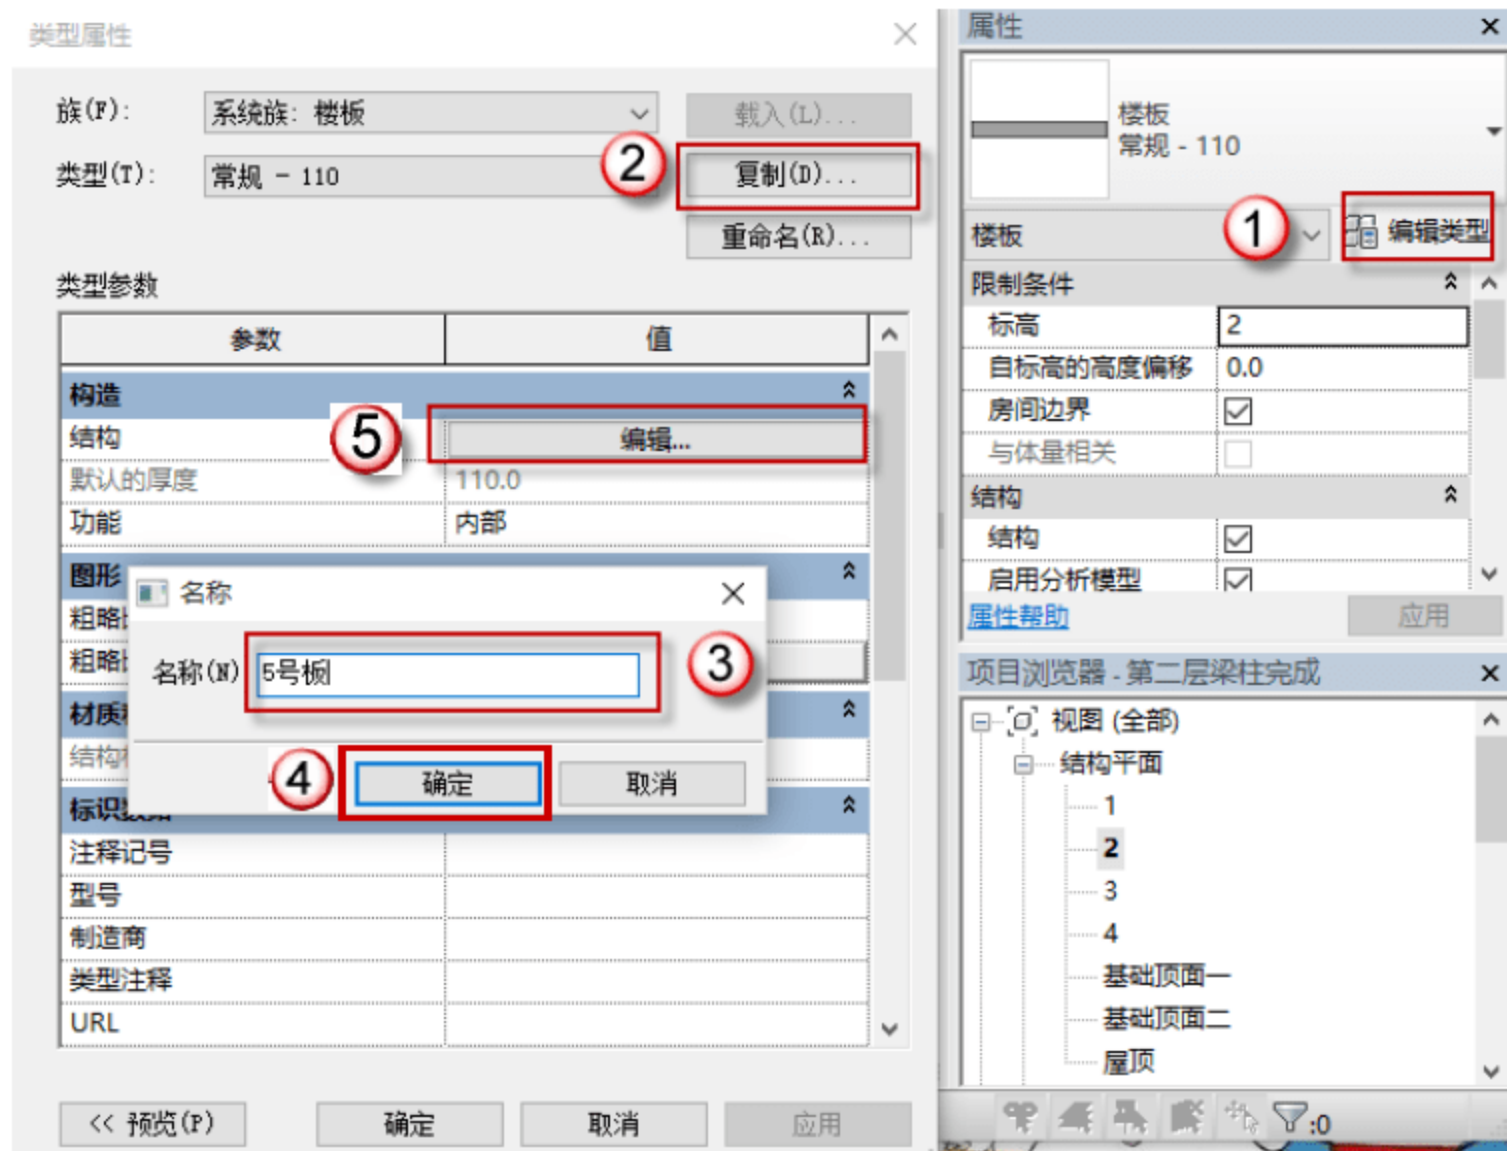 类型属性
族(F):
系统族: 楼板
载入(L)...
类型(T):
常规 - 110
2
复制(D)...
重命名(R)...
类型参数
参数
值
构造
结构
5
编辑...
默认的厚度
110.0
功能
内部
图形
粗略
粗略
材质
结构
标识数据
名称
名称(N)
5号板
3
4
确定
取消
注释记号
型号
制造商
类型注释
URL
<< 预览(P)
确定
取消
应用
属性
楼板
常规 - 110
楼板
1
编辑类型
限制条件
标高
2
自标高的高度偏移
0.0
房间边界
与体量相关
结构
结构
启用分析模型
属性帮助
应用
项目浏览器 - 第二层梁柱完成
视图 (全部)
结构平面
1
2
3
4
基础顶面一
基础顶面二
屋顶
:0